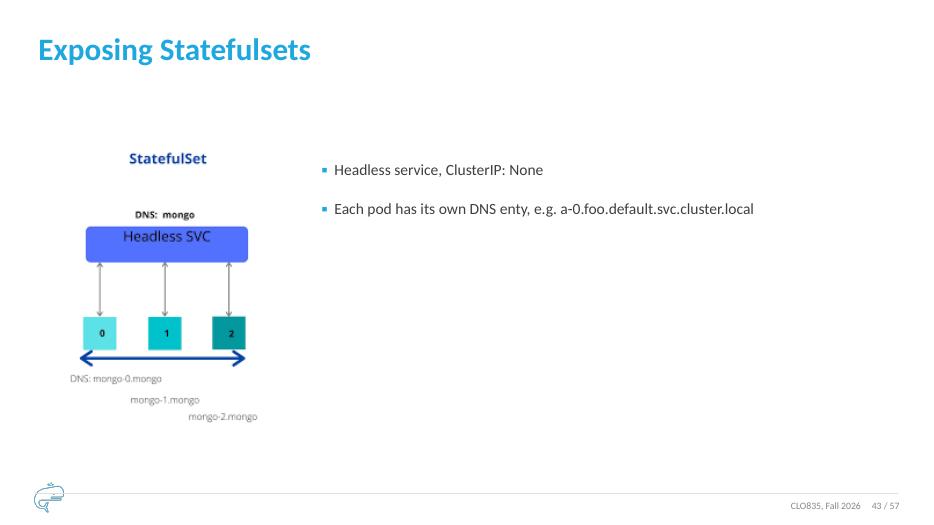 Exposing Statefulsets
StatefulSet
DNS: mongo
Headless SVC
0 1 2
DNS: mongo-0.mongo
mongo-1.mongo
mongo-2.mongo
▪ Headless service, ClusterIP: None
▪ Each pod has its own DNS enty, e.g. a-0.foo.default.svc.cluster.local
CLO835, Fall 2026 43 / 57